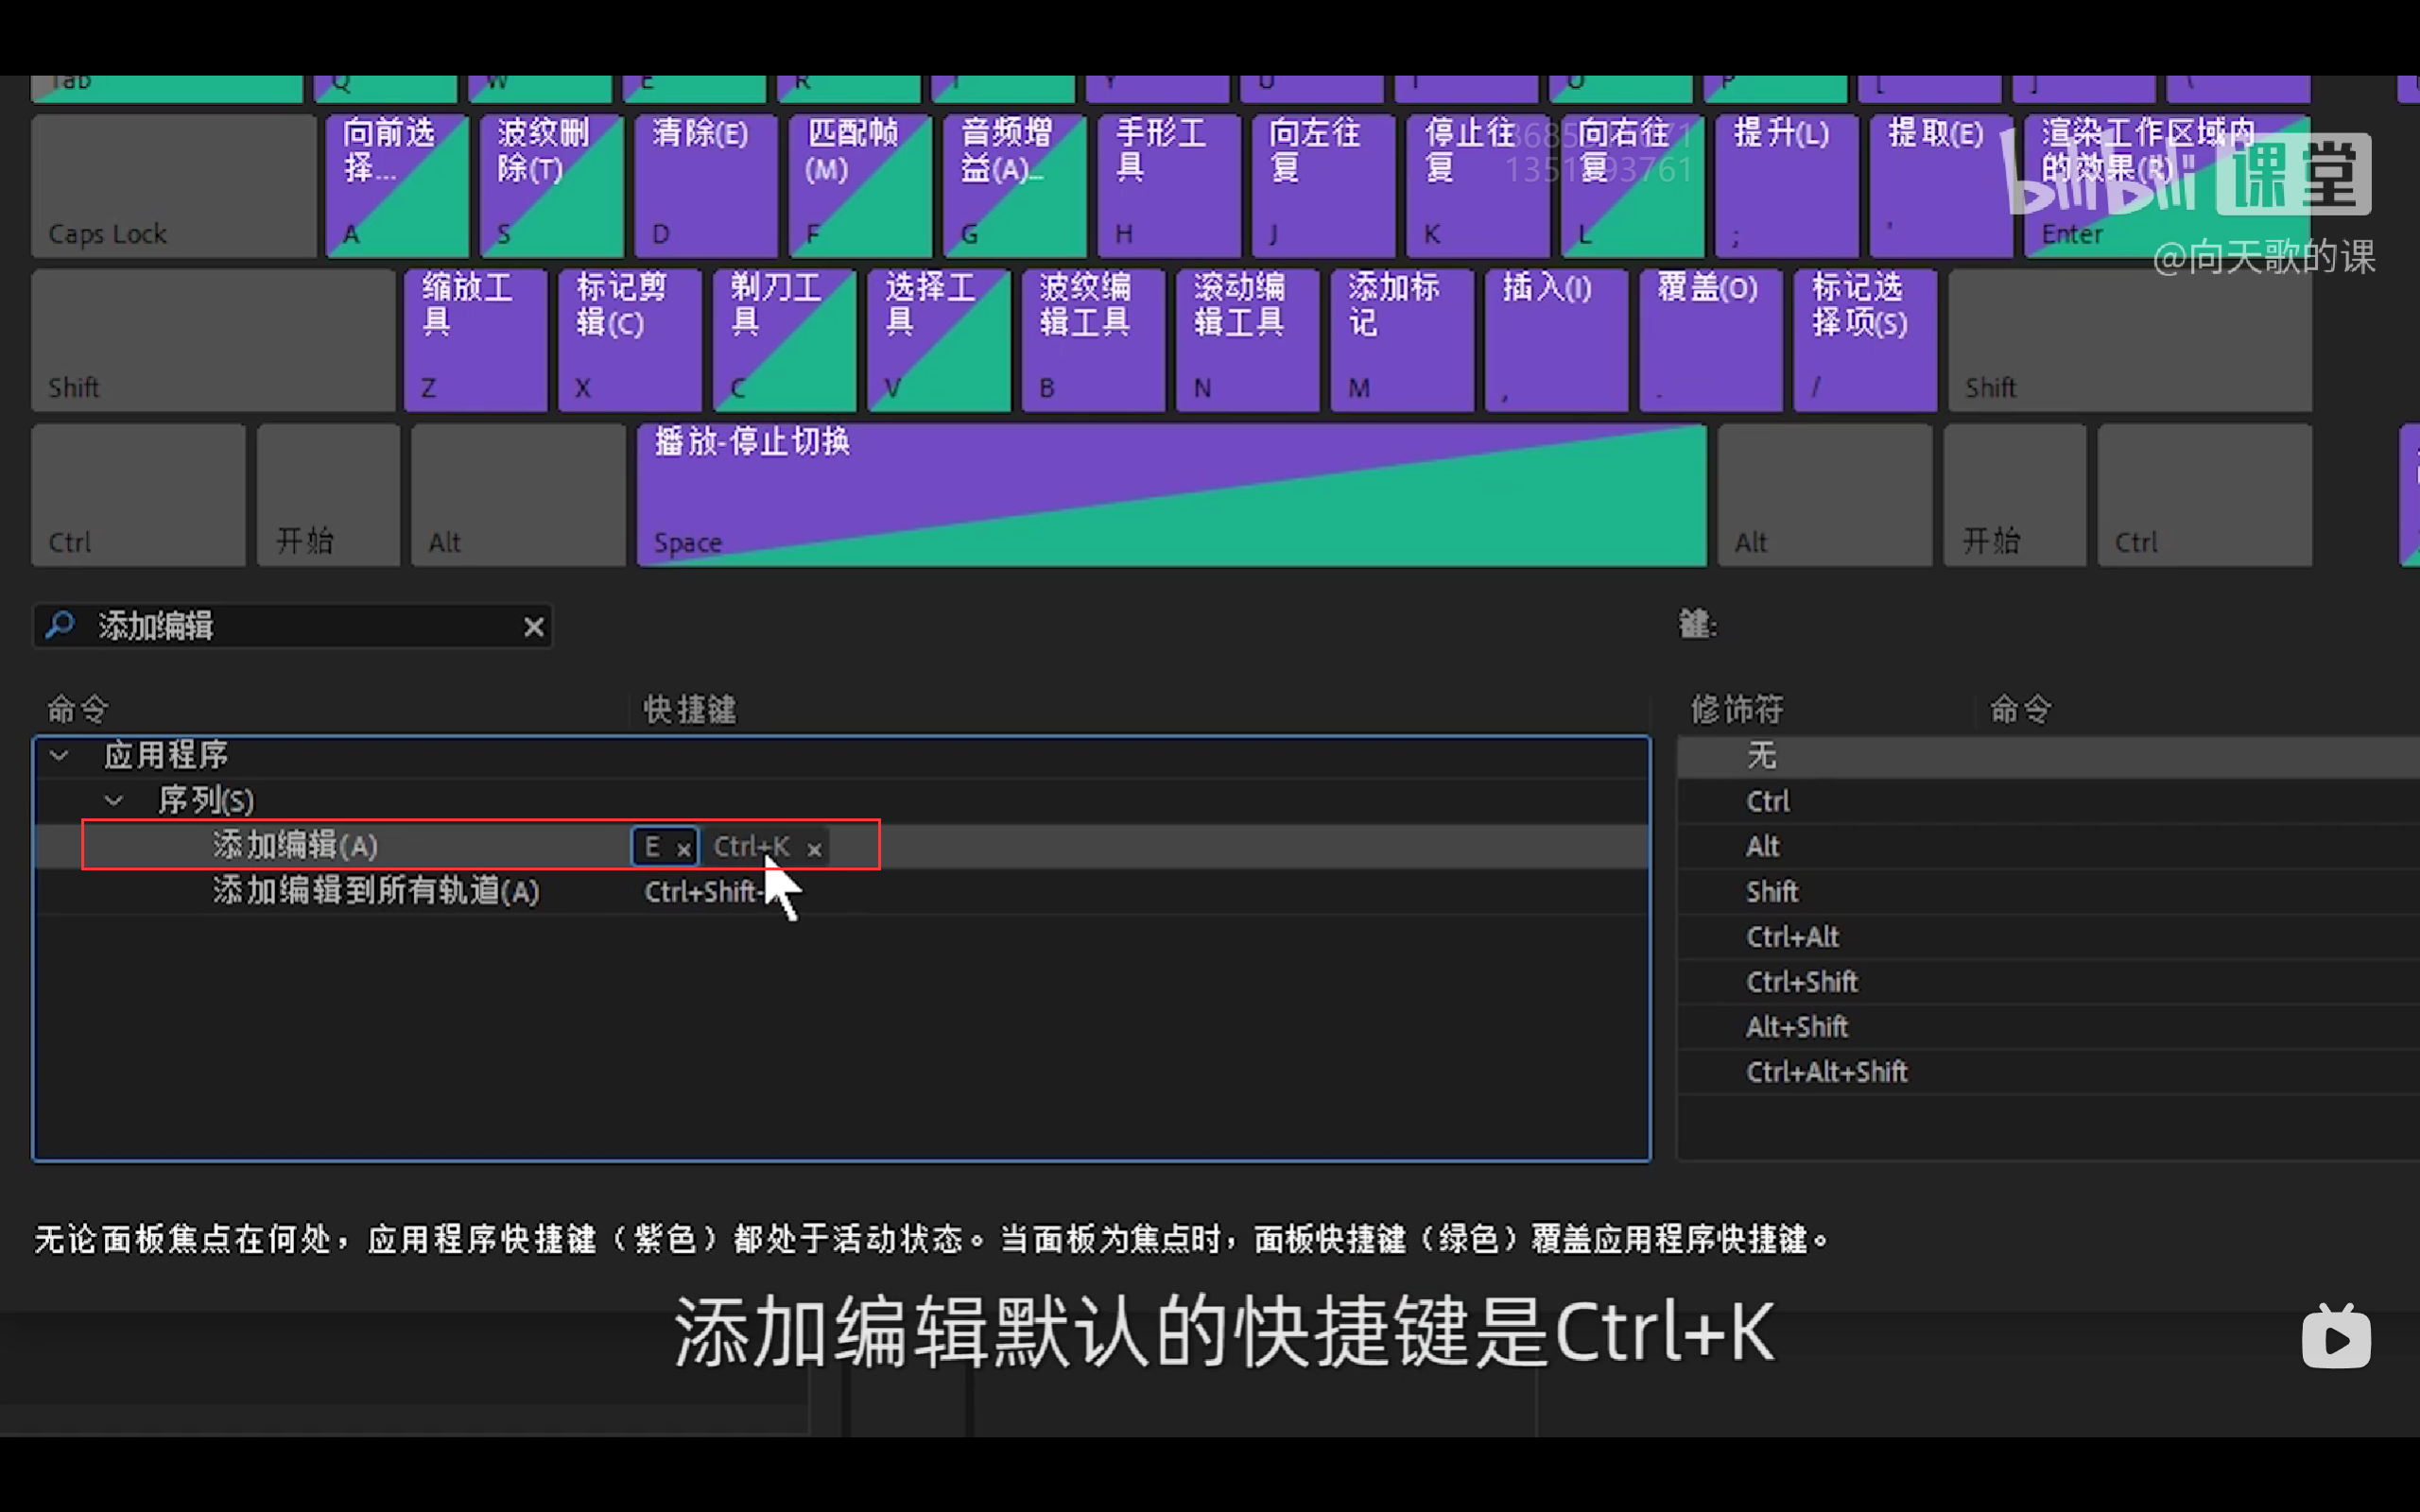 Tab Q W E R T Y U I O P [ ] \
向前选择... 波纹删除(T) 清除(E) 匹配帧(M) 音频增益(A)... 手形工具 向左往复 停止往复 向右往复 提升(L) 提取(E) 渲染工作区域内的效果(R)"
Caps Lock A S D F G H J K L ; ' Enter
1351 93761
bilibili 课堂
@向天歌的课
缩放工具 标记剪辑(C) 剃刀工具 选择工具 波纹编辑工具 滚动编辑工具 添加标记 插入(I) 覆盖(O) 标记选择项(S)
Shift Z X C V B N M , . / Shift
播放-停止切换
Ctrl 开始 Alt Space Alt 开始 Ctrl
添加编辑 ×
键:
命令 快捷键
修饰符 命令
应用程序
序列(S)
添加编辑(A) E × Ctrl+K ×
添加编辑到所有轨道(A) Ctrl+Shift+
无
Ctrl
Alt
Shift
Ctrl+Alt
Ctrl+Shift
Alt+Shift
Ctrl+Alt+Shift
无论面板焦点在何处，应用程序快捷键（紫色）都处于活动状态。当面板为焦点时，面板快捷键（绿色）覆盖应用程序快捷键。
添加编辑默认的快捷键是Ctrl+K